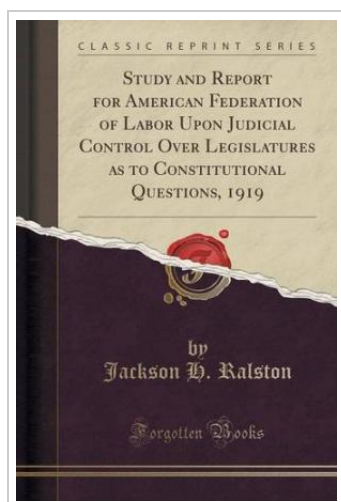 CLASSIC REPRINT SERIES
STUDY AND REPORT
FOR AMERICAN FEDERATION
OF LABOR UPON JUDICIAL
CONTROL OVER LEGISLATURES
AS TO CONSTITUTIONAL
QUESTIONS, 1919
by
Jackson H. Ralston
Forgotten Books